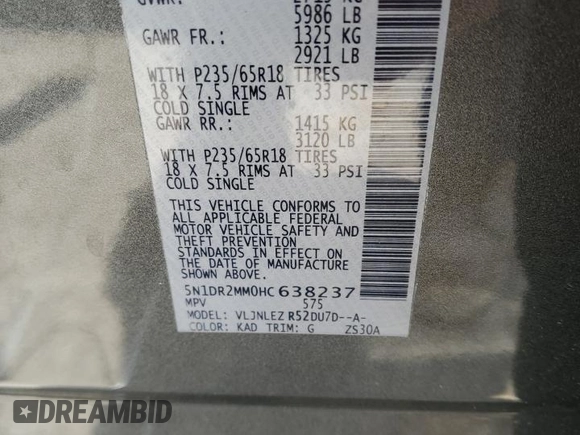 GVWR: 2715 KG
5986 LB
GAWR FR.: 1325 KG
2921 LB
WITH P235/65R18 TIRES
18 X 7.5 RIMS AT 33 PSI
COLD SINGLE
GAWR RR.: 1415 KG
3120 LB
WITH P235/65R18 TIRES
18 X 7.5 RIMS AT 33 PSI
COLD SINGLE
THIS VEHICLE CONFORMS TO
ALL APPLICABLE FEDERAL
MOTOR VEHICLE SAFETY AND
THEFT PREVENTION
STANDARDS IN EFFECT ON
THE DATE OF MANUFACTURE
SHOWN ABOVE.
5N1DR2MM0HC638237
MPV 575
MODEL: VLJNLEZ R52DU7D--A-
COLOR: KAD TRIM: G ZS30A
DREAMBID